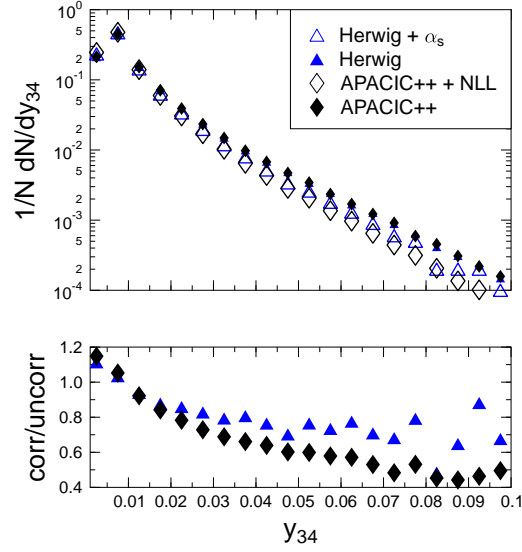 10^0
5
2
10^-1
5
2
10^-2
5
2
10^-3
5
2
10^-4
1/N dN/dy_34
Herwig + α_s
Herwig
APACIC++ + NLL
APACIC++
1.2
1.0
0.8
0.6
0.4
corr/uncorr
0.01 0.02 0.03 0.04 0.05 0.06 0.07 0.08 0.09 0.1
y_34